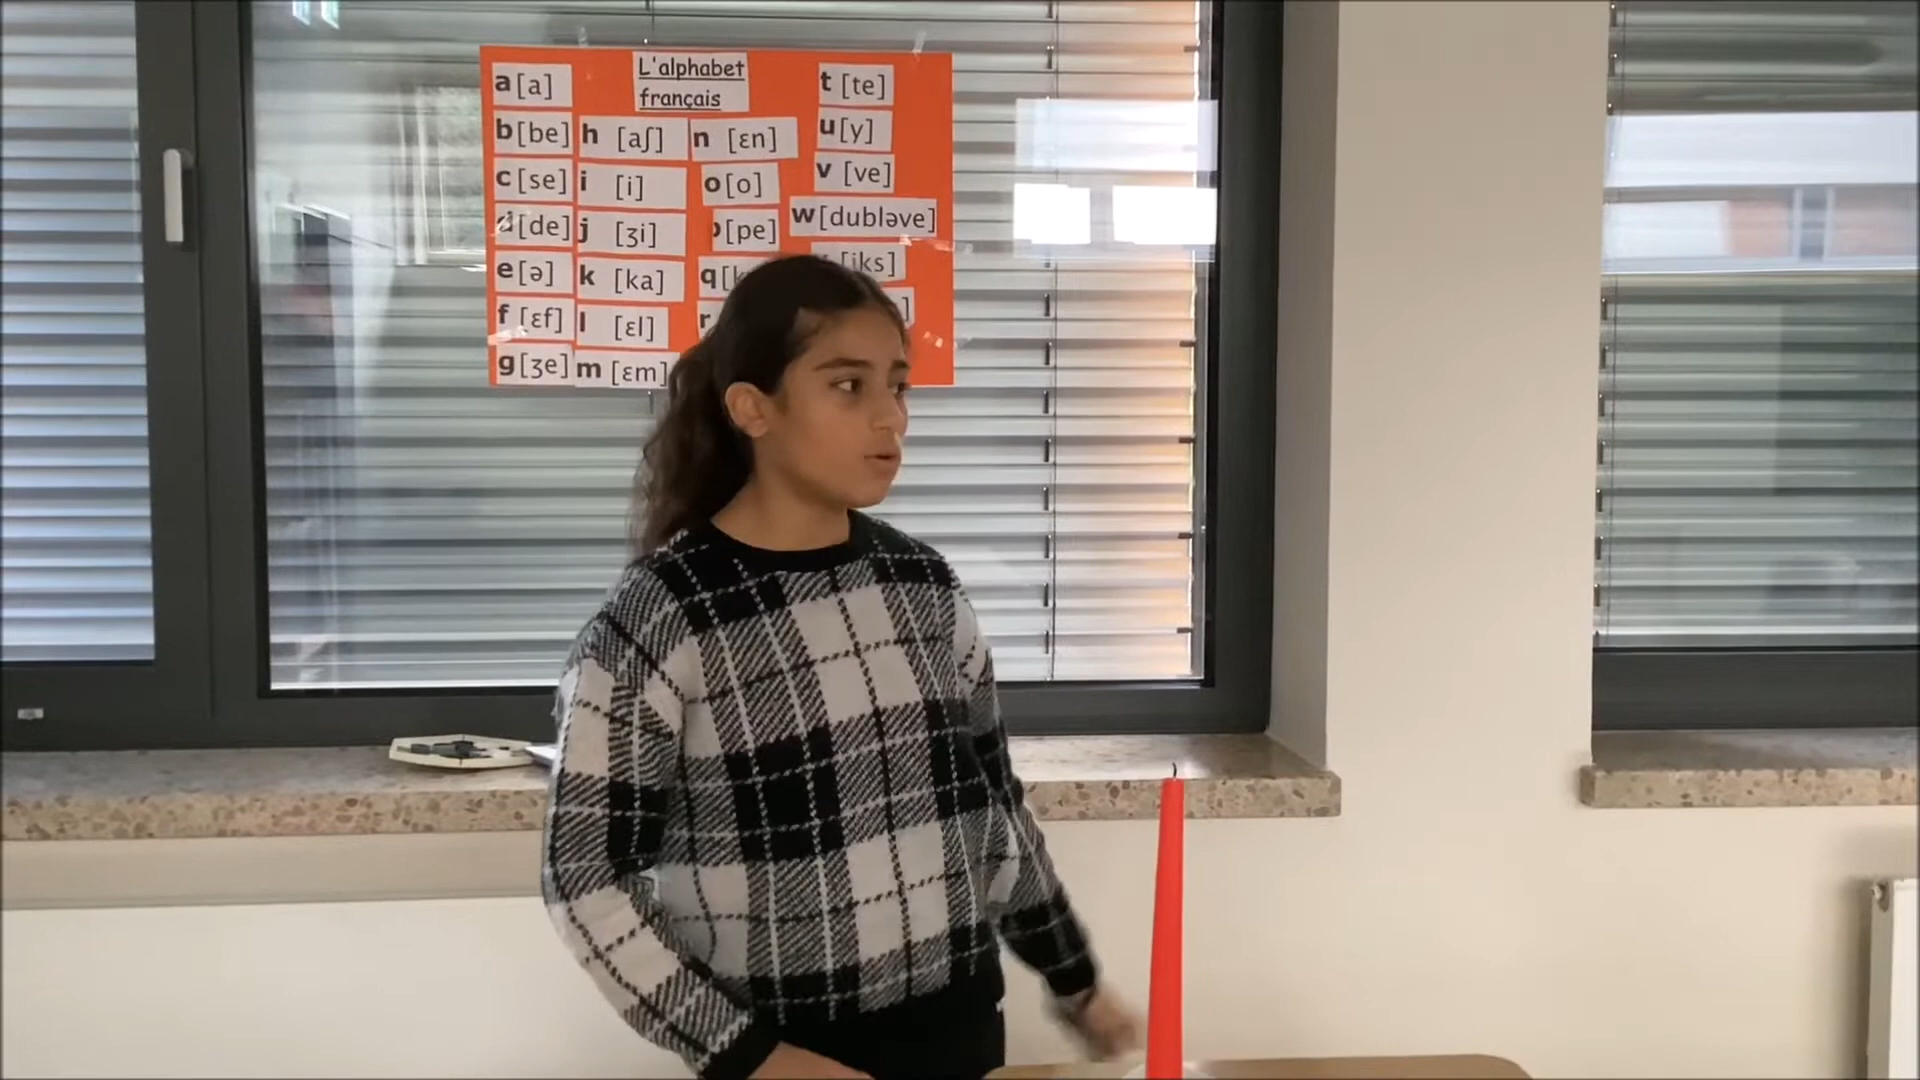 L'alphabet
français
a [a]
b [be]
c [se]
d [de]
e [ə]
f [ɛf]
g [ʒe]
h [aʃ]
i [i]
j [ʒi]
k [ka]
l [ɛl]
m [ɛm]
n [ɛn]
o [o]
[pe]
q
r
t [te]
u [y]
v [ve]
w [dubləve]
[iks]